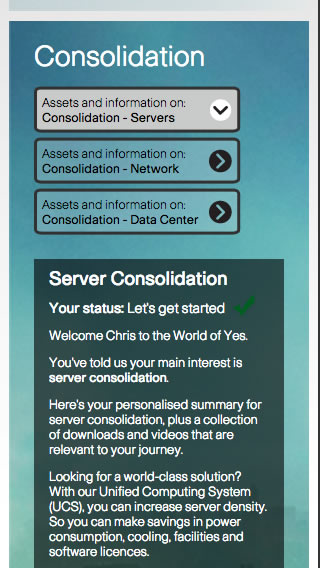 Consolidation
Assets and information on:
Consolidation - Servers
Assets and information on:
Consolidation - Network
Assets and information on:
Consolidation - Data Center
Server Consolidation
Your status: Let's get started
Welcome Chris to the World of Yes.
You've told us your main interest is
server consolidation.
Here's your personalised summary for
server consolidation, plus a collection
of downloads and videos that are
relevant to your journey.
Looking for a world-class solution?
With our Unified Computing System
(UCS), you can increase server density.
So you can make savings in power
consumption, cooling, facilities and
software licences.